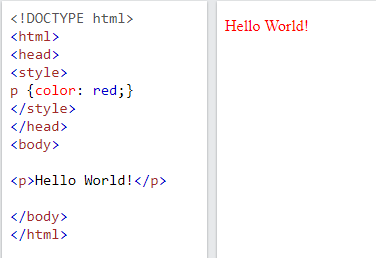 <!DOCTYPE html>
<html>
<head>
<style>
p {color: red;}
</style>
</head>
<body>
<p>Hello World!</p>
</body>
</html>
Hello World!